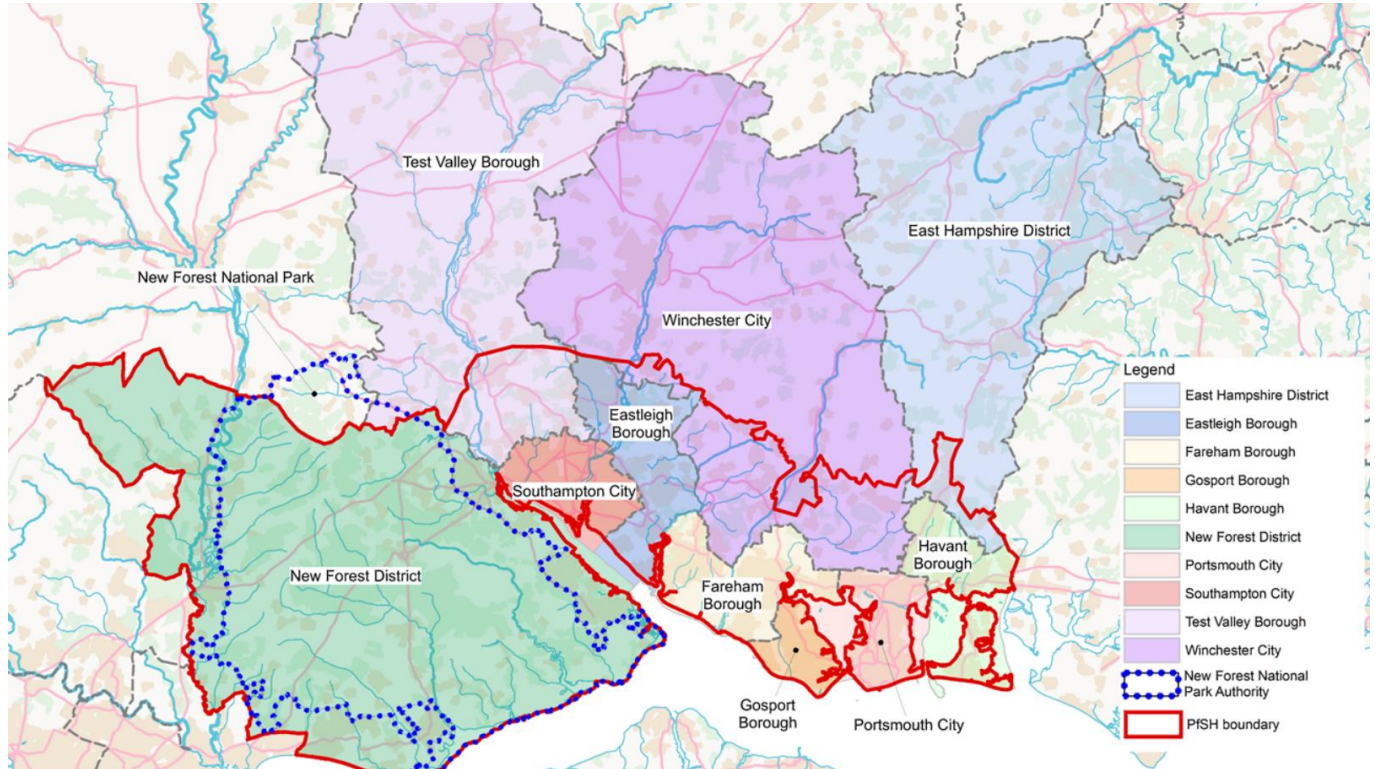 Test Valley Borough
East Hampshire District
New Forest National Park
Winchester City
Eastleigh
Borough
Southampton City
Havant
Borough
New Forest District
Fareham
Borough
Gosport
Borough
Portsmouth City
Legend
East Hampshire District
Eastleigh Borough
Fareham Borough
Gosport Borough
Havant Borough
New Forest District
Portsmouth City
Southampton City
Test Valley Borough
Winchester City
New Forest National
Park Authority
PfSH boundary